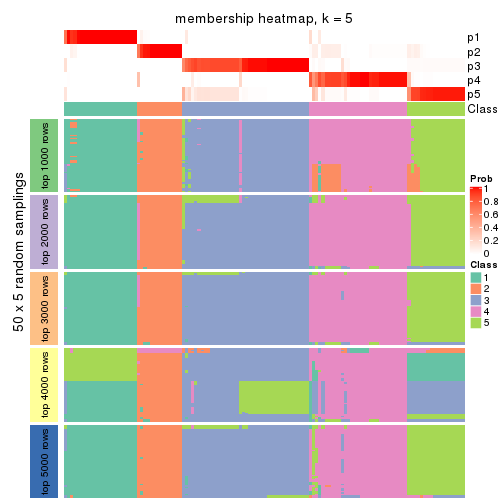 membership heatmap, k = 5
p1
p2
p3
p4
p5
Class
50 x 5 random samplings
top 1000 rows
top 2000 rows
top 3000 rows
top 4000 rows
top 5000 rows
Prob
1
0.8
0.6
0.4
0.2
0
Class
1
2
3
4
5